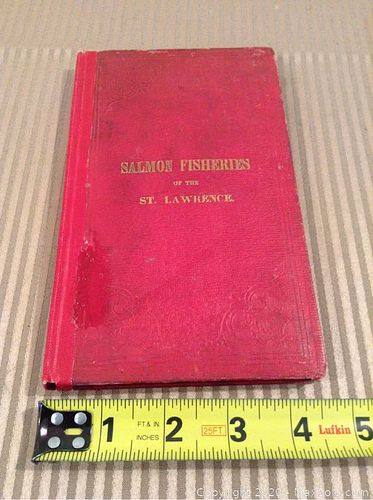 SALMON FISHERIES
OF THE
ST. LAWRENCE.
1 FT & IN. INCHES 2 25FT. 3 4 Lufkin 5
Copyright 2020 - MaxSold.com